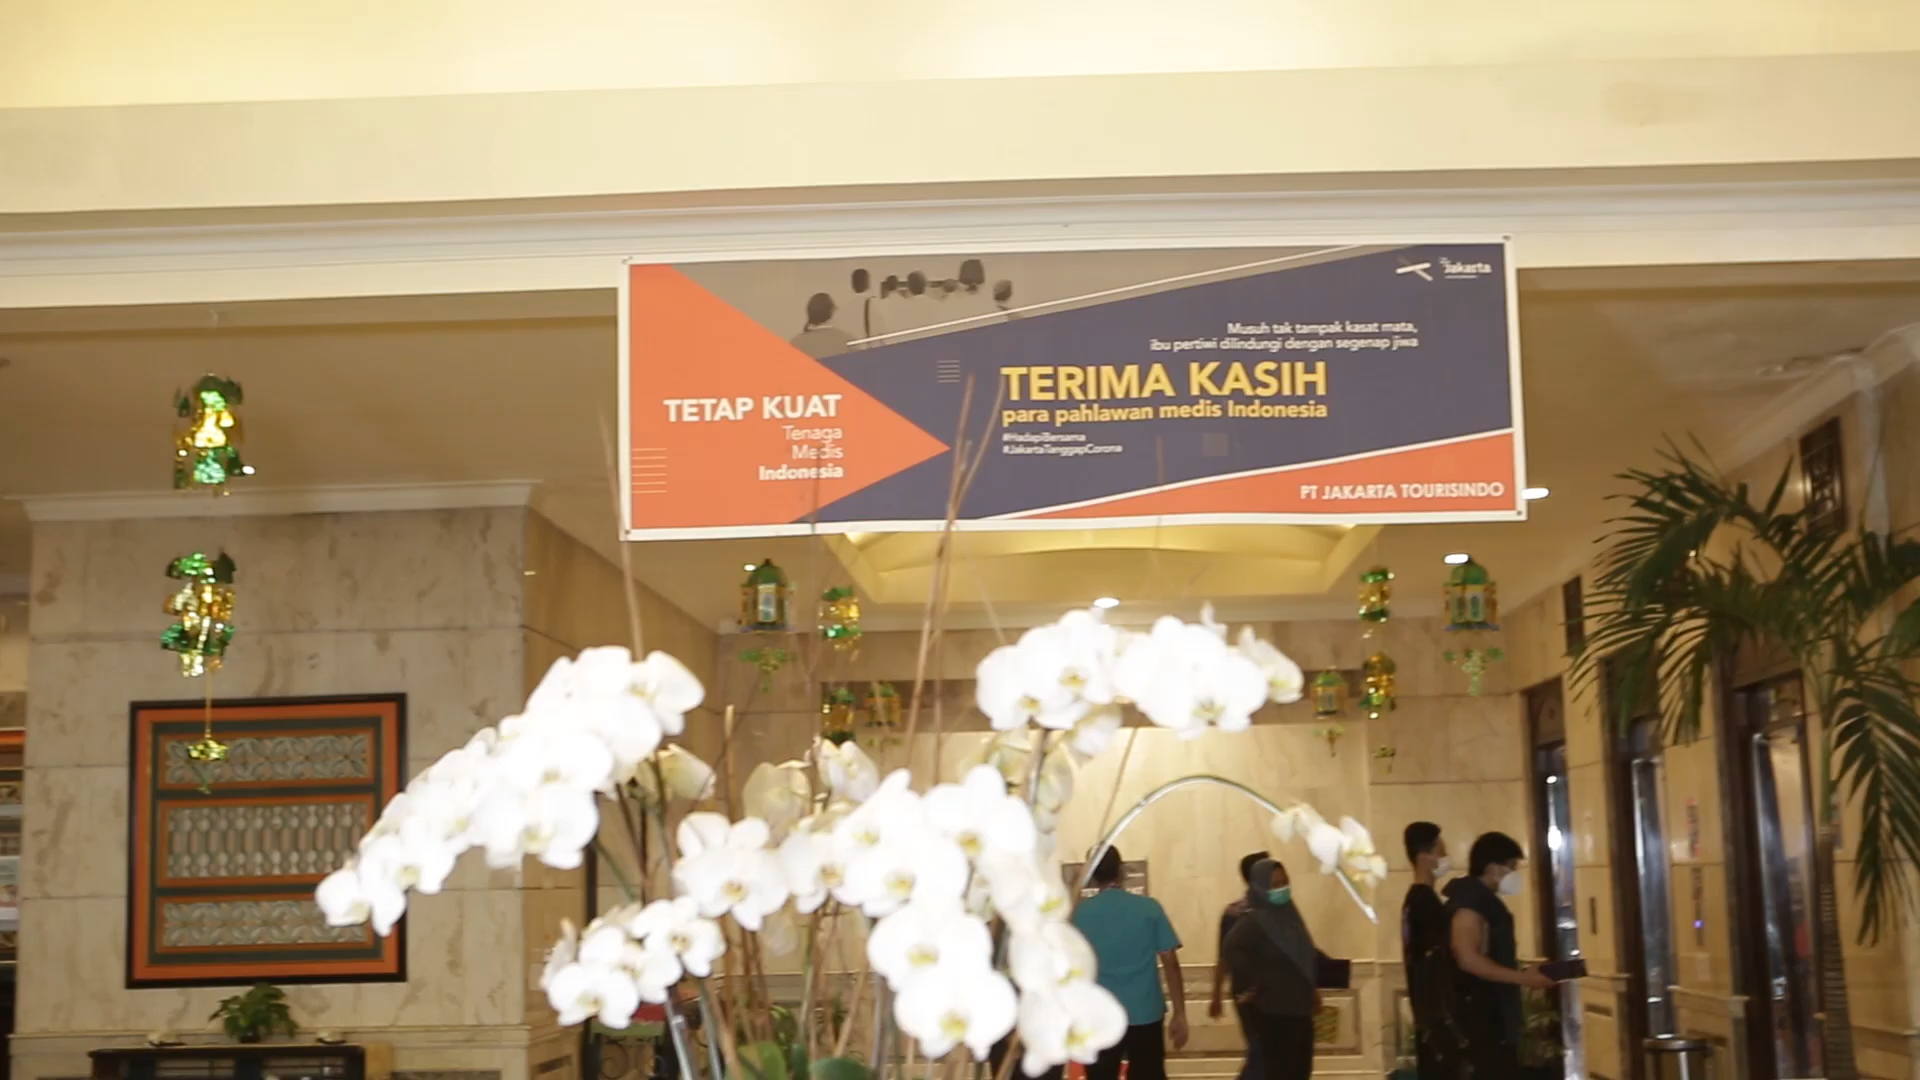 Jakarta
Musuh tak tampak kasat mata,
ibu pertiwi dilindungi dengan segenap jiwa
TERIMA KASIH
para pahlawan medis Indonesia
#HadapiBersama
#JakartaTanggapCorona
TETAP KUAT
Tenaga
Medis
Indonesia
PT JAKARTA TOURISINDO